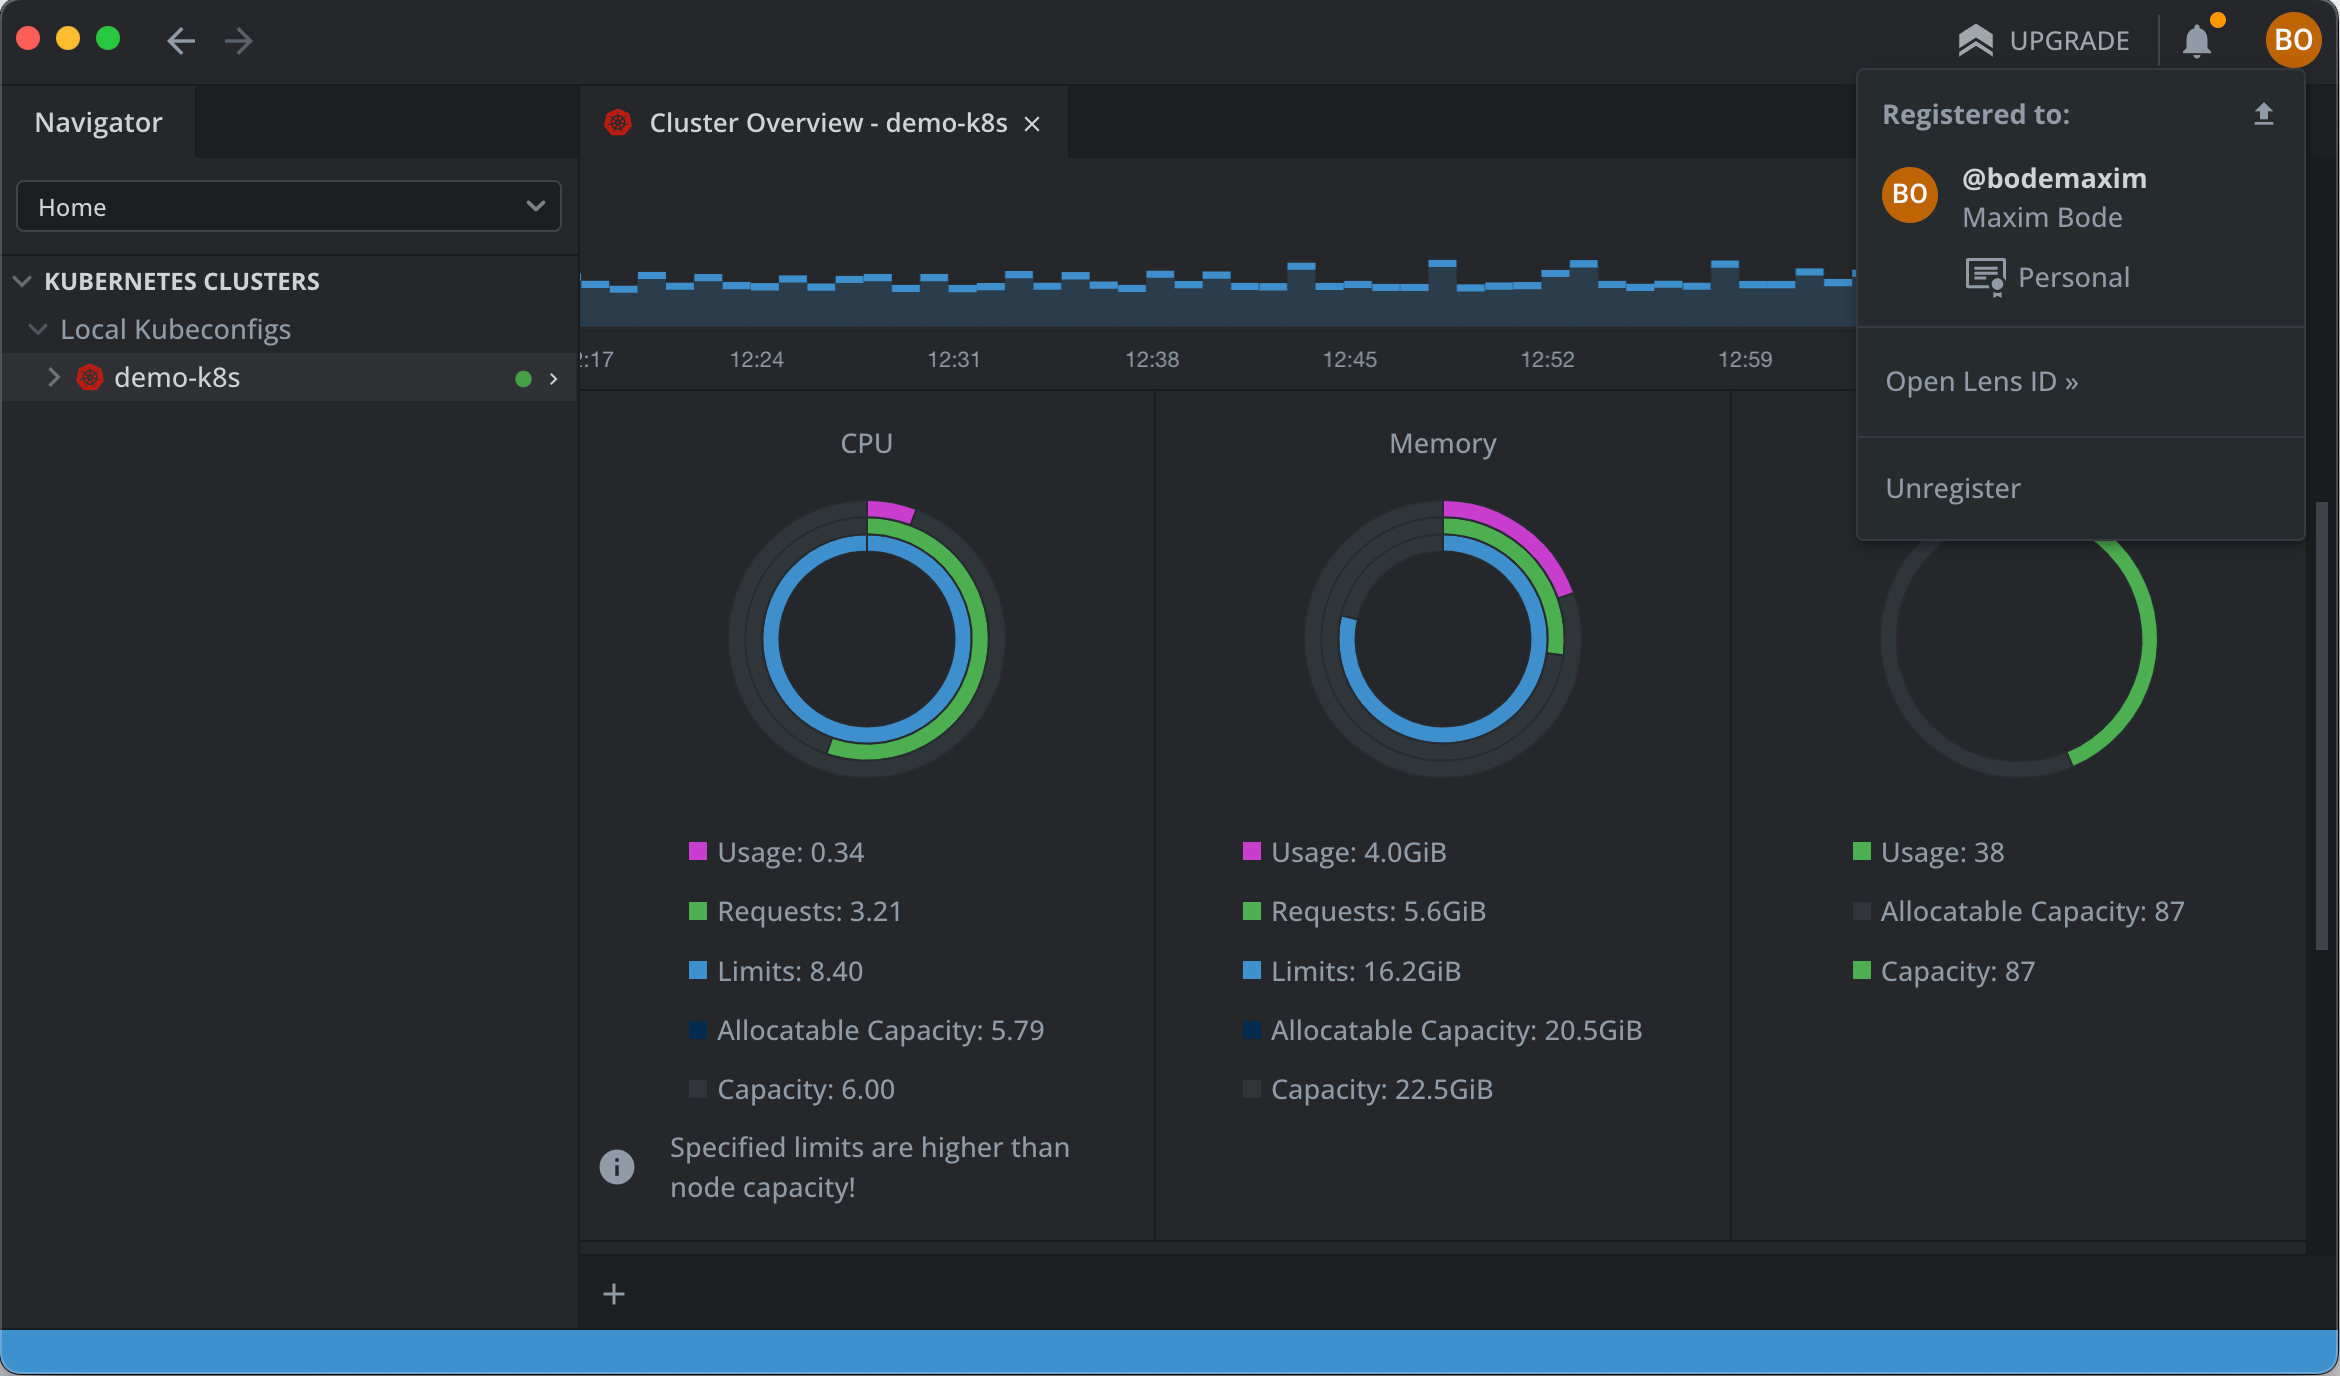 UPGRADE
BO
Navigator
Cluster Overview - demo-k8s
Registered to:
BO
@bodemaxim
Maxim Bode
Personal
Open Lens ID »
Unregister
Home
KUBERNETES CLUSTERS
Local Kubeconfigs
demo-k8s
:17 12:24 12:31 12:38 12:45 12:52 12:59
CPU
Usage: 0.34
Requests: 3.21
Limits: 8.40
Allocatable Capacity: 5.79
Capacity: 6.00
Specified limits are higher than
node capacity!
Memory
Usage: 4.0GiB
Requests: 5.6GiB
Limits: 16.2GiB
Allocatable Capacity: 20.5GiB
Capacity: 22.5GiB
Usage: 38
Allocatable Capacity: 87
Capacity: 87